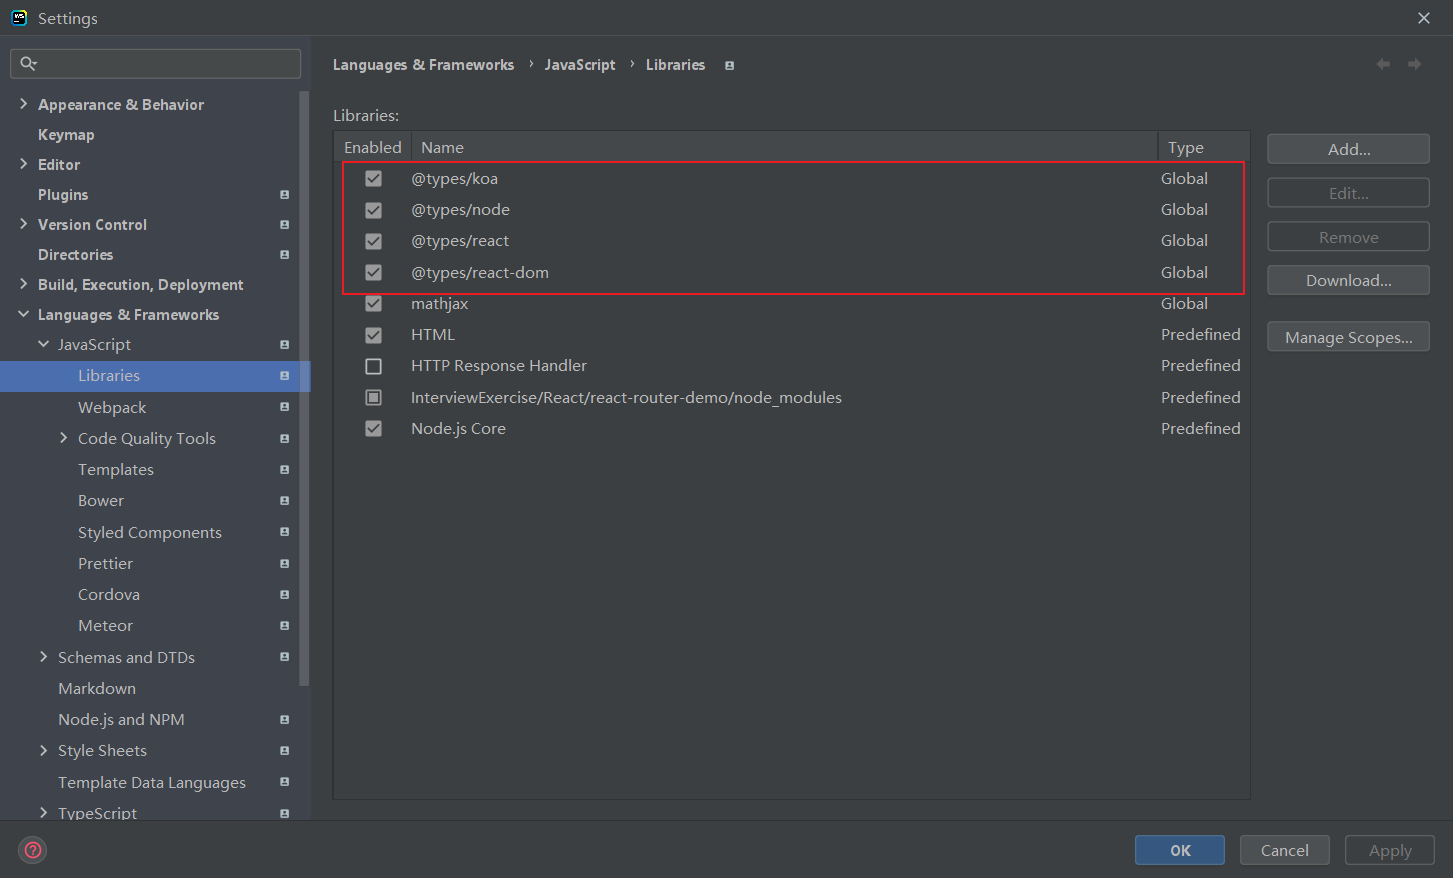 Settings
Languages & Frameworks › JavaScript › Libraries
Appearance & Behavior
Keymap
Editor
Plugins
Version Control
Directories
Build, Execution, Deployment
Languages & Frameworks
JavaScript
Libraries
Webpack
Code Quality Tools
Templates
Bower
Styled Components
Prettier
Cordova
Meteor
Schemas and DTDs
Markdown
Node.js and NPM
Style Sheets
Template Data Languages
TypeScript
Libraries:
Enabled Name Type
@types/koa Global
@types/node Global
@types/react Global
@types/react-dom Global
mathjax Global
HTML Predefined
HTTP Response Handler Predefined
InterviewExercise/React/react-router-demo/node_modules Predefined
Node.js Core Predefined
Add...
Edit...
Remove
Download...
Manage Scopes...
OK Cancel Apply